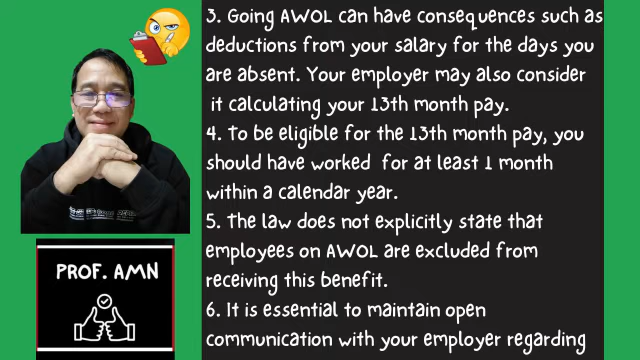 3. Going AWOL can have consequences such as
deductions from your salary for the days you
are absent. Your employer may also consider
it calculating your 13th month pay.
4. To be eligible for the 13th month pay, you
should have worked for at least 1 month
within a calendar year.
5. The law does not explicitly state that
employees on AWOL are excluded from
receiving this benefit.
6. It is essential to maintain open
communication with your employer regarding
PROF. AMN